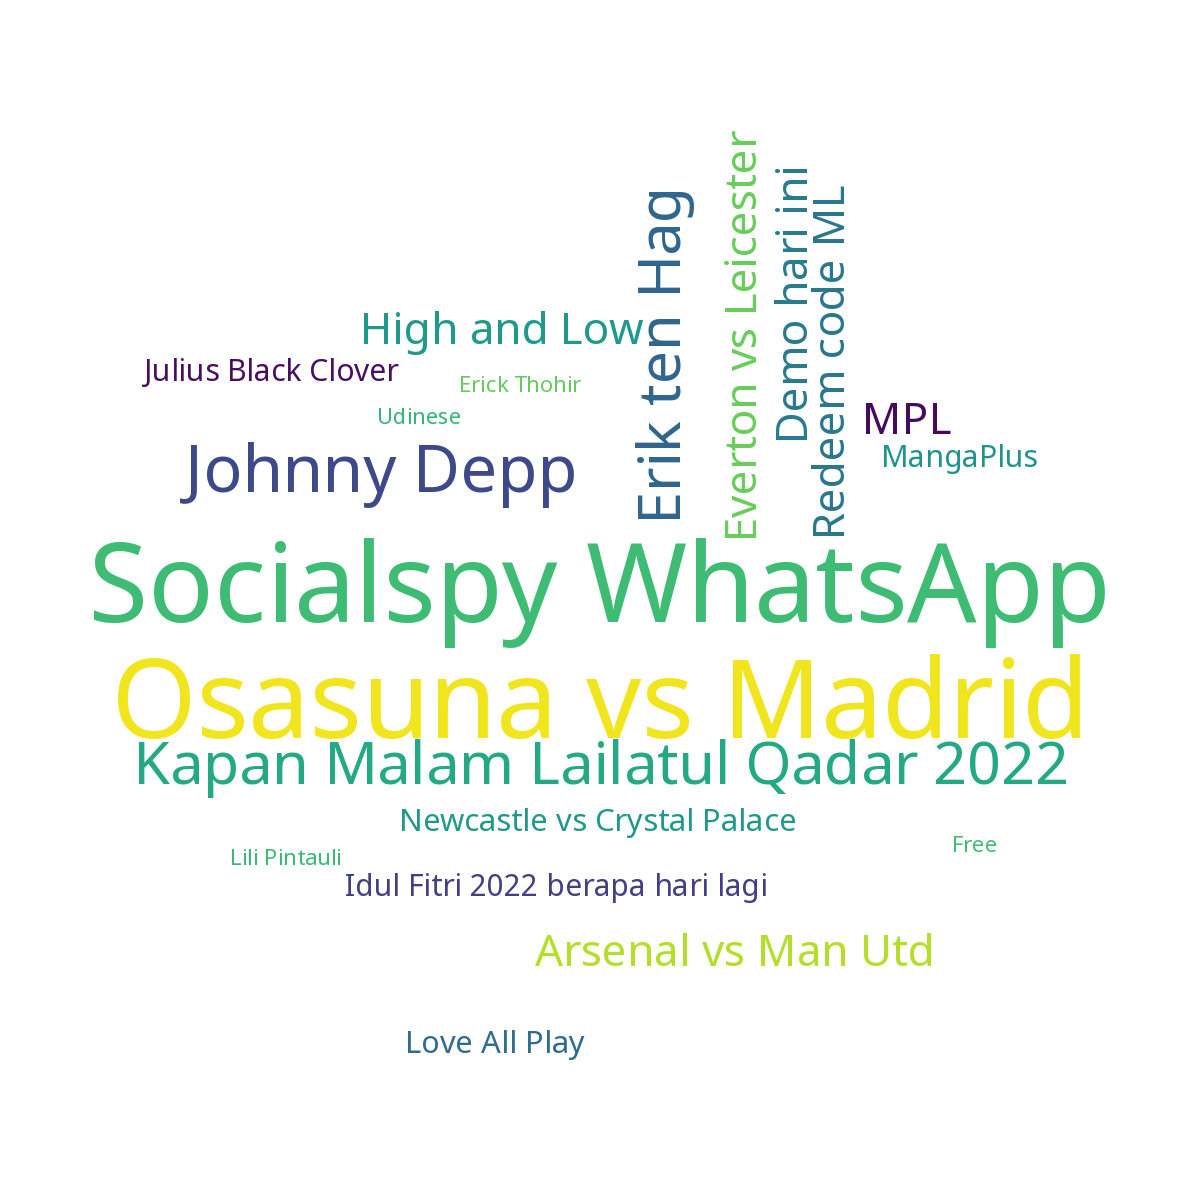 Everton vs Leicester
Demo hari ini
Redeem code ML
Erik ten Hag
High and Low
Julius Black Clover
Erick Thohir
Udinese
MPL
MangaPlus
Johnny Depp
Socialspy WhatsApp
Osasuna vs Madrid
Kapan Malam Lailatul Qadar 2022
Newcastle vs Crystal Palace
Free
Lili Pintauli
Idul Fitri 2022 berapa hari lagi
Arsenal vs Man Utd
Love All Play